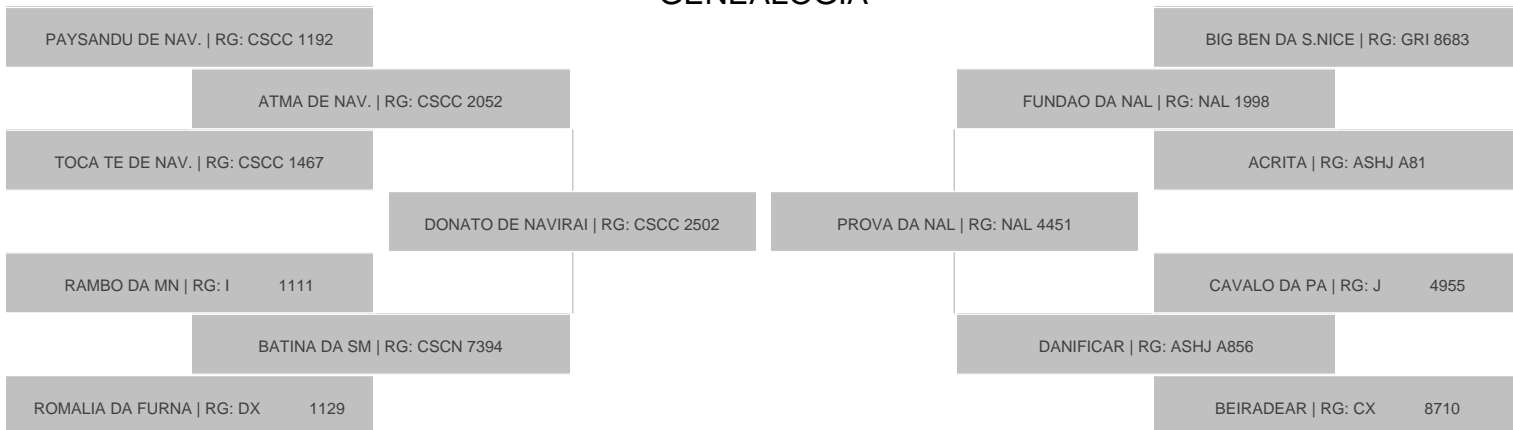 GENEALOGIA
PAYSANDU DE NAV. | RG: CSCC 1192
BIG BEN DA S.NICE | RG: GRI 8683
ATMA DE NAV. | RG: CSCC 2052
FUNDAO DA NAL | RG: NAL 1998
TOCA TE DE NAV. | RG: CSCC 1467
ACRITA | RG: ASHJ A81
DONATO DE NAVIRAI | RG: CSCC 2502
PROVA DA NAL | RG: NAL 4451
RAMBO DA MN | RG: I 1111
CAVALO DA PA | RG: J 4955
BATINA DA SM | RG: CSCN 7394
DANIFICAR | RG: ASHJ A856
ROMALIA DA FURNA | RG: DX 1129
BEIRADEAR | RG: CX 8710